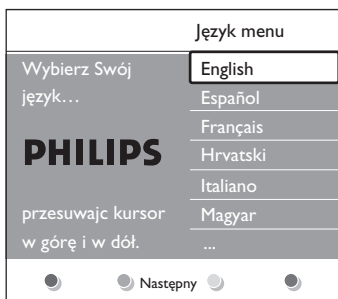 Język menu
Wybierz Swój
język...
PHILIPS
przesuwajc kursor
w górę i w dół.
English
Español
Français
Hrvatski
Italiano
Magyar
...
Następny